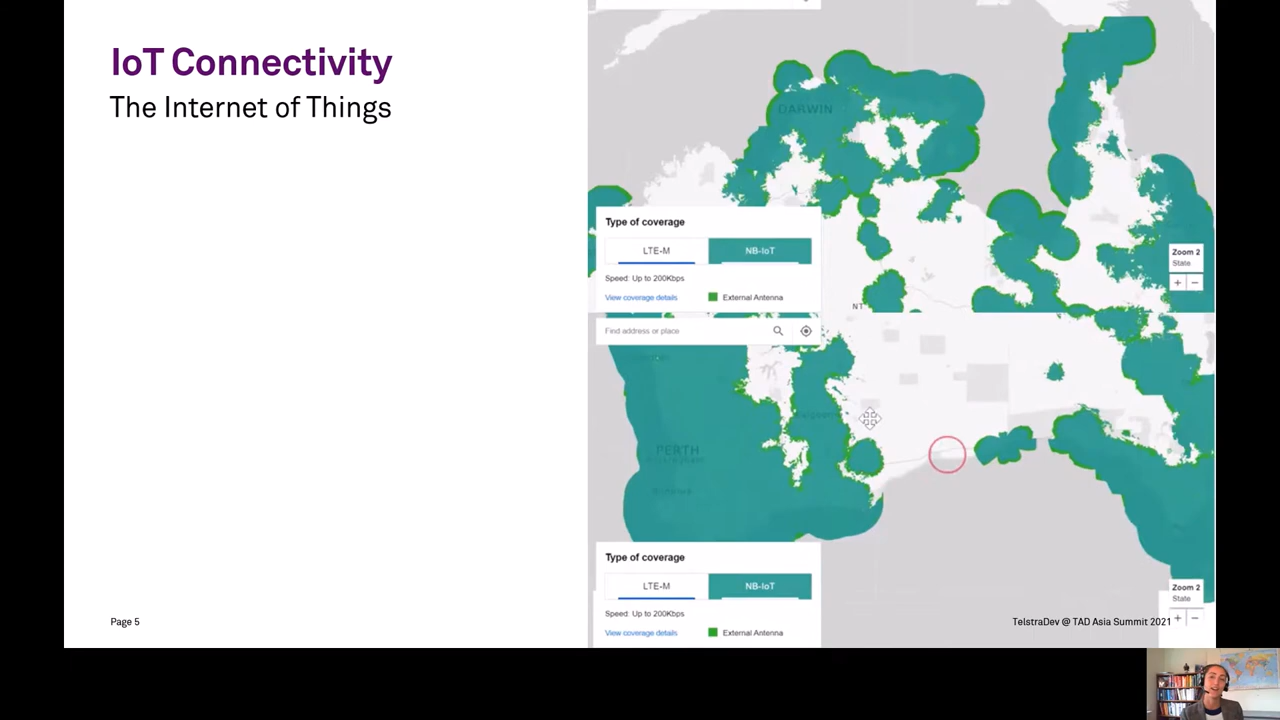 IoT Connectivity
The Internet of Things
DARWIN
Type of coverage
LTE-M NB-IoT
Speed: Up to 200Kbps
View coverage details External Antenna
Zoom 2
State
+ −
NT
Find address or place
PERTH
Type of coverage
LTE-M NB-IoT
Speed: Up to 200Kbps
View coverage details External Antenna
Zoom 2
State
+ −
Page 5
TelstraDev @ TAD Asia Summit 2021